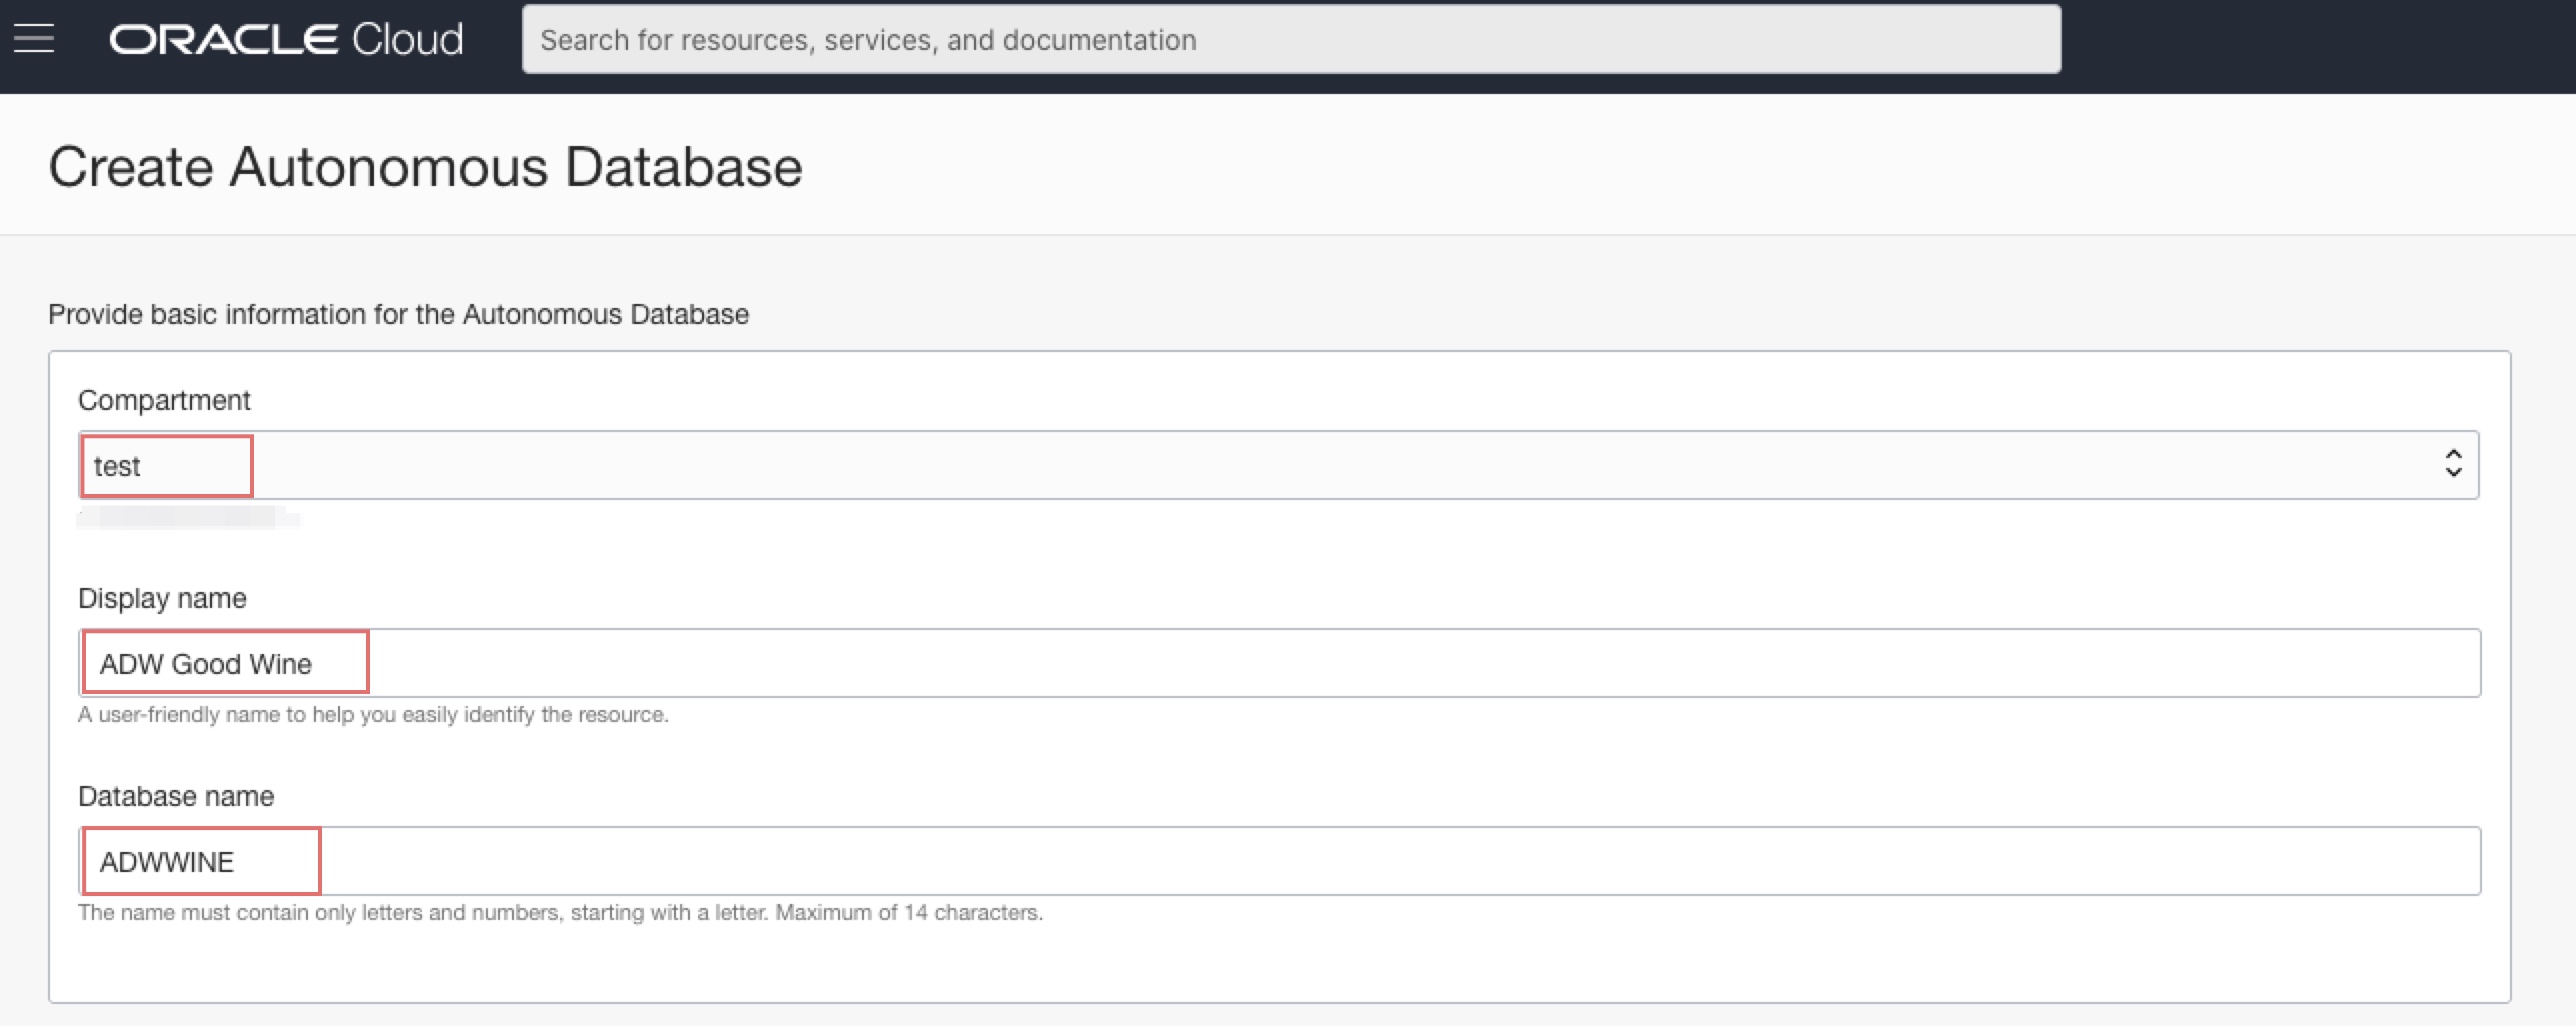 ORACLE Cloud
Search for resources, services, and documentation
Create Autonomous Database
Provide basic information for the Autonomous Database
Compartment
test
Display name
ADW Good Wine
A user-friendly name to help you easily identify the resource.
Database name
ADWWINE
The name must contain only letters and numbers, starting with a letter. Maximum of 14 characters.